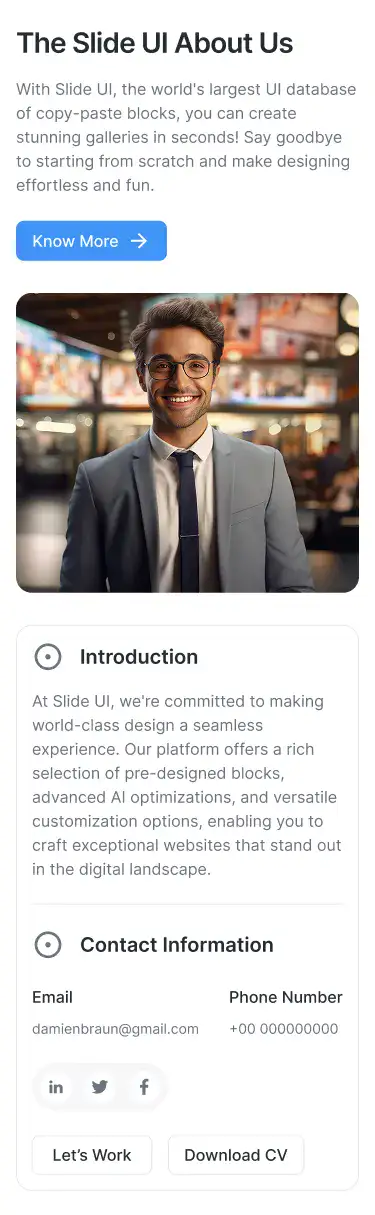 The Slide UI About Us
With Slide UI, the world's largest UI database
of copy-paste blocks, you can create
stunning galleries in seconds! Say goodbye
to starting from scratch and make designing
effortless and fun.
Know More
Introduction
At Slide UI, we're committed to making
world-class design a seamless
experience. Our platform offers a rich
selection of pre-designed blocks,
advanced AI optimizations, and versatile
customization options, enabling you to
craft exceptional websites that stand out
in the digital landscape.
Contact Information
Email Phone Number
damienbraun@gmail.com +00 000000000
in f
Let’s Work Download CV